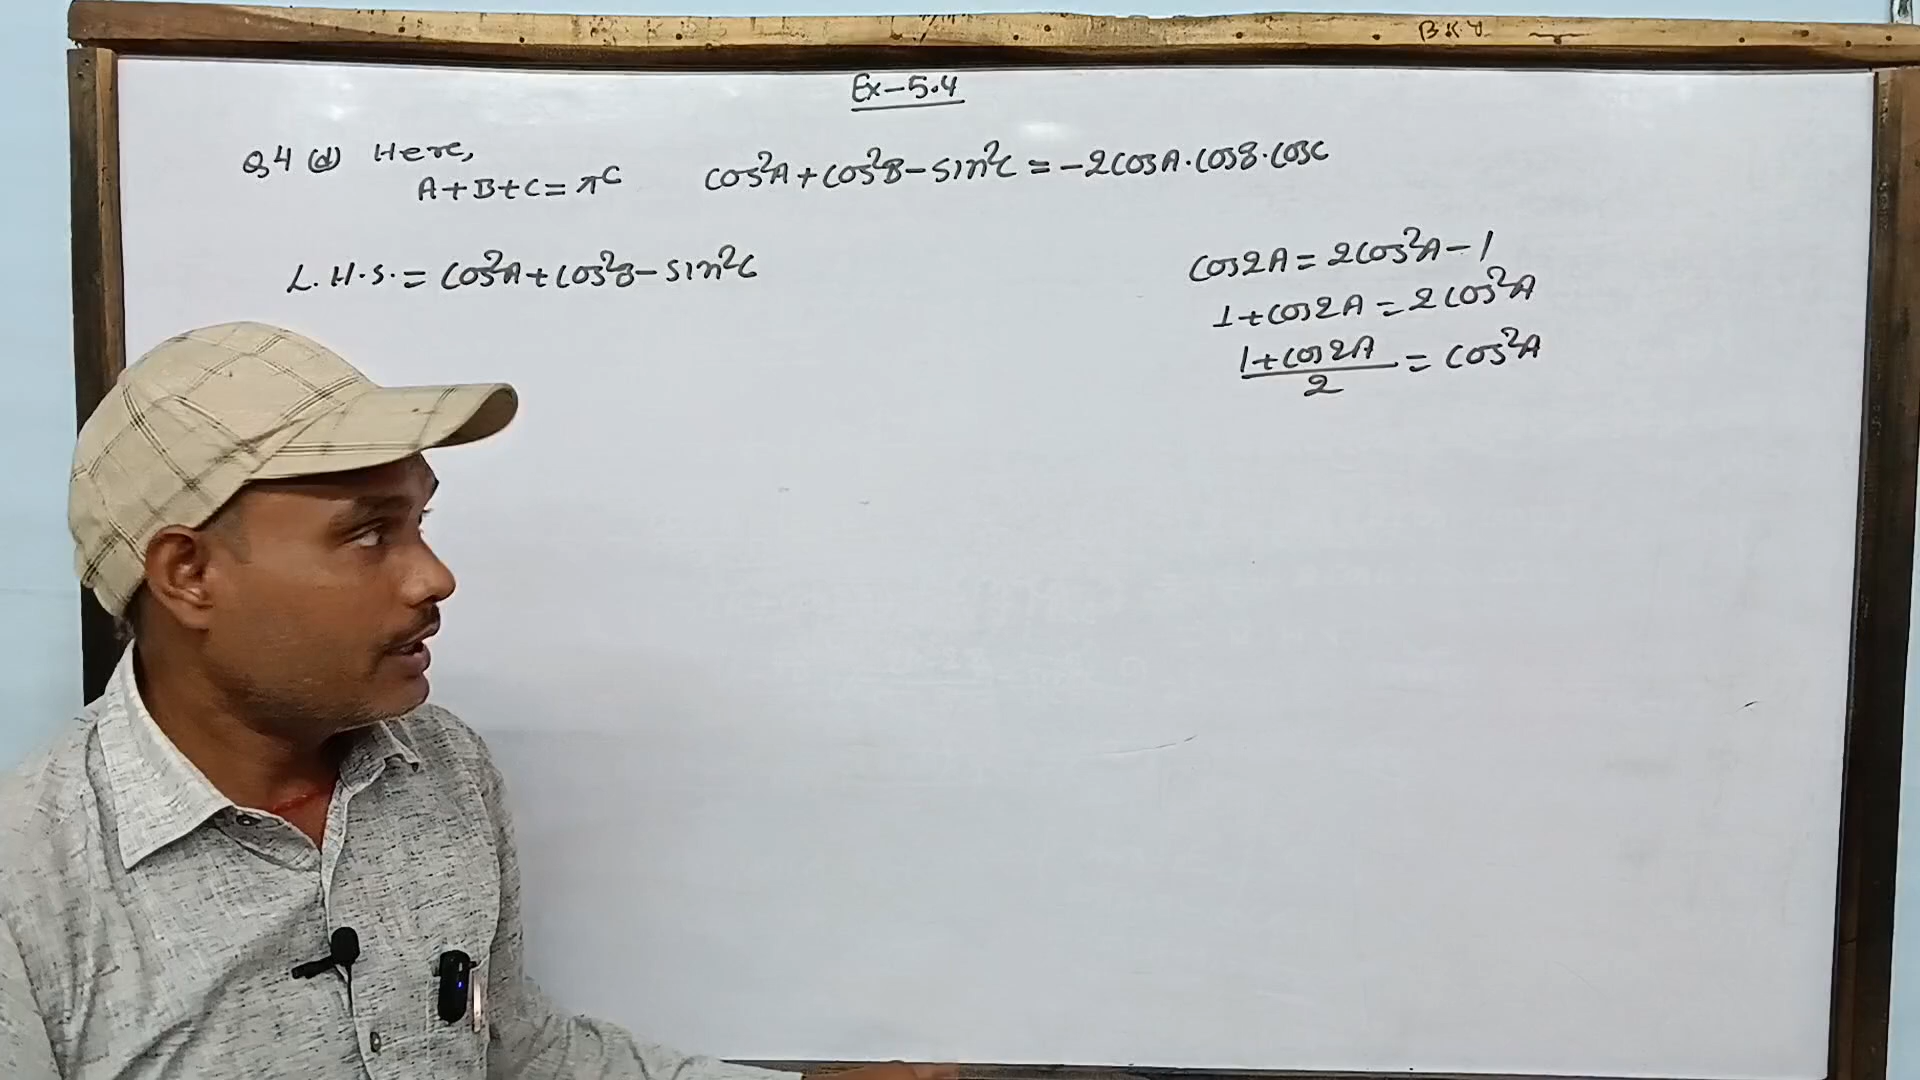 B.K.Y
Ex-5.4
Q4 (d) Here,
A+B+C=π^c
cos²A+cos²B-sin²C=-2cosA.cosB.cosC
L.H.S.=cos²A+cos²B-sin²C
cos2A=2cos²A-1
1+cos2A=2cos²A
1+cos2A/2=cos²A